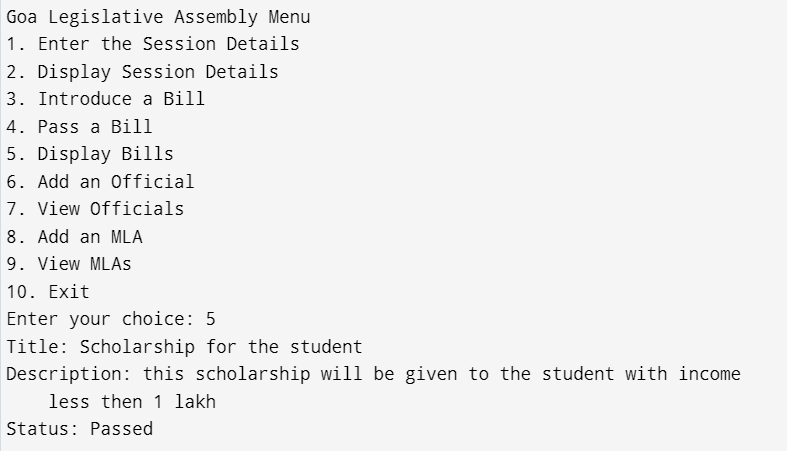 Goa Legislative Assembly Menu
1. Enter the Session Details
2. Display Session Details
3. Introduce a Bill
4. Pass a Bill
5. Display Bills
6. Add an Official
7. View Officials
8. Add an MLA
9. View MLAs
10. Exit
Enter your choice: 5
Title: Scholarship for the student
Description: this scholarship will be given to the student with income
less then 1 lakh
Status: Passed